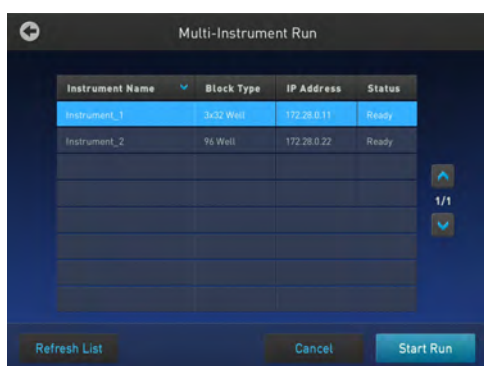 Multi-Instrument Run
Instrument Name Block Type IP Address Status
Instrument_1 3x32 Well 172.28.0.11 Ready
Instrument_2 96 Well 172.28.0.22 Ready
1/1
Refresh List Cancel Start Run